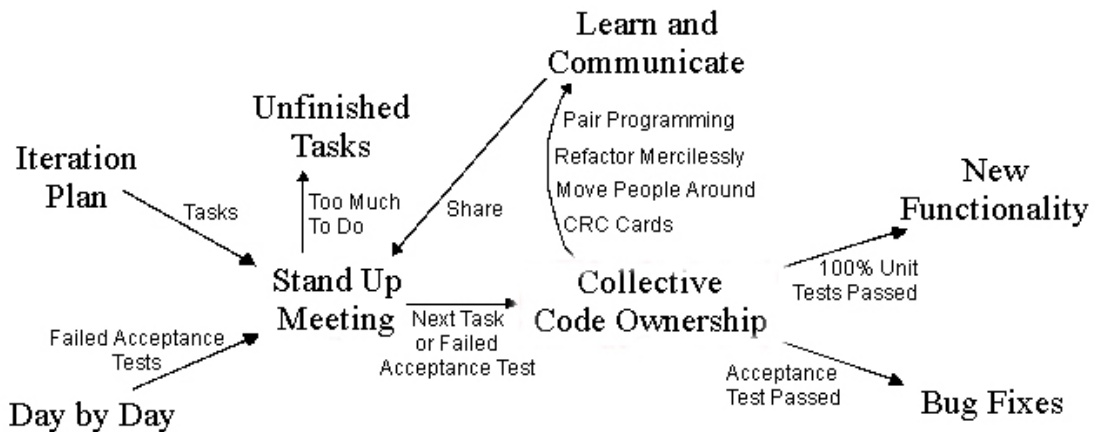 Learn and
Communicate
Unfinished
Tasks
Pair Programming
Refactor Mercilessly
Move People Around
CRC Cards
Iteration
Plan
New
Functionality
Tasks
Too Much
To Do
Share
Stand Up
Meeting
Collective
Code Ownership
100% Unit
Tests Passed
Failed Acceptance
Tests
Next Task
or Failed
Acceptance Test
Acceptance
Test Passed
Day by Day
Bug Fixes